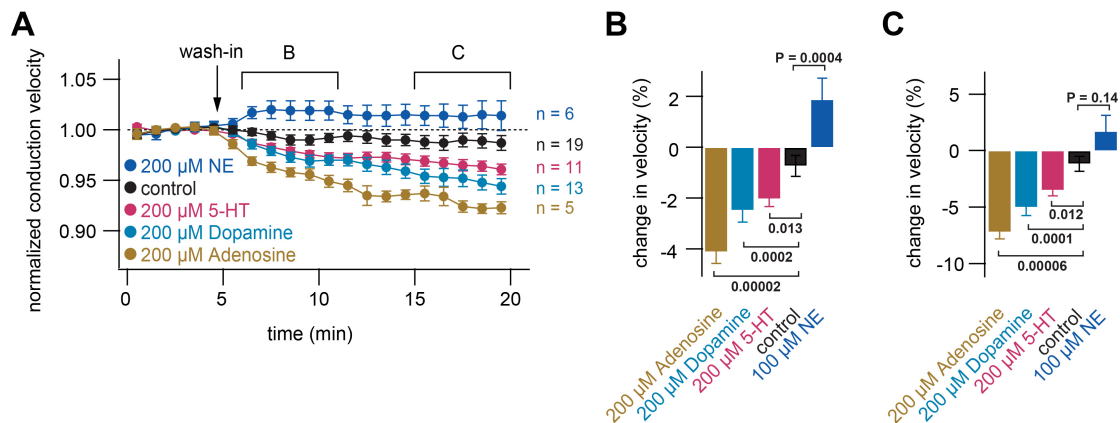 A
wash-in
B
C
normalized conduction velocity
1.05
1.00
0.95
0.90
n = 6
n = 19
n = 11
n = 13
n = 5
200 µM NE
control
200 µM 5-HT
200 µM Dopamine
200 µM Adenosine
0
5
10
15
20
time (min)
B
change in velocity (%)
2
0
-2
-4
P = 0.0004
0.013
0.0002
0.00002
200 µM Adenosine
200 µM Dopamine
200 µM 5-HT
control
100 µM NE
C
change in velocity (%)
5
0
-5
-10
P = 0.14
0.012
0.0001
0.00006
200 µM Adenosine
200 µM Dopamine
200 µM 5-HT
control
100 µM NE